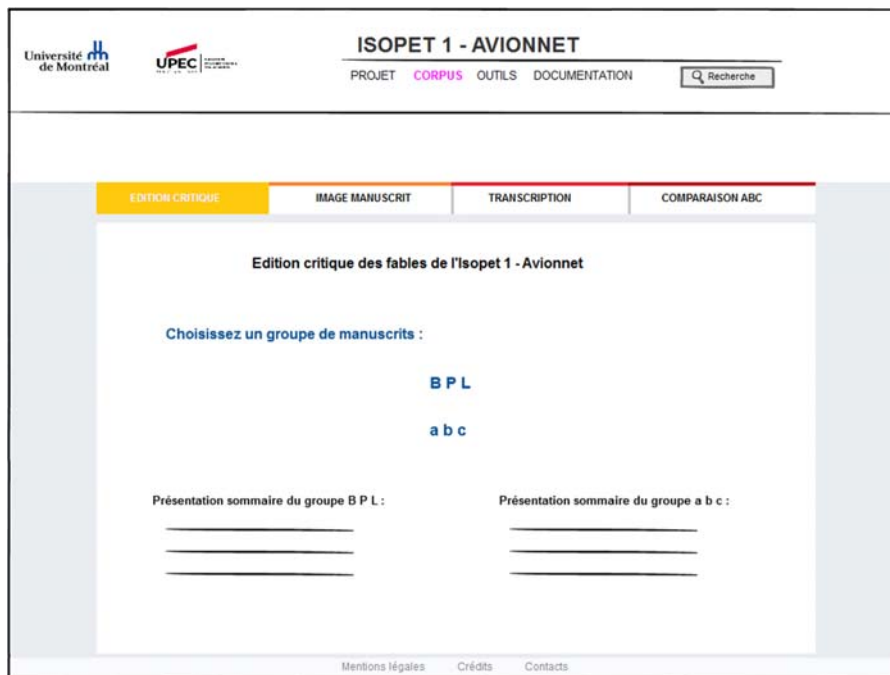 Université
de Montréal
UPEC
ISOPET 1 - AVIONNET
PROJET CORPUS OUTILS DOCUMENTATION
Recherche
EDITION CRITIQUE IMAGE MANUSCRIT TRANSCRIPTION COMPARAISON ABC
Edition critique des fables de l'Isopet 1 - Avionnet
Choisissez un groupe de manuscrits :
B P L
a b c
Présentation sommaire du groupe B P L : Présentation sommaire du groupe a b c :
Mentions légales Crédits Contacts